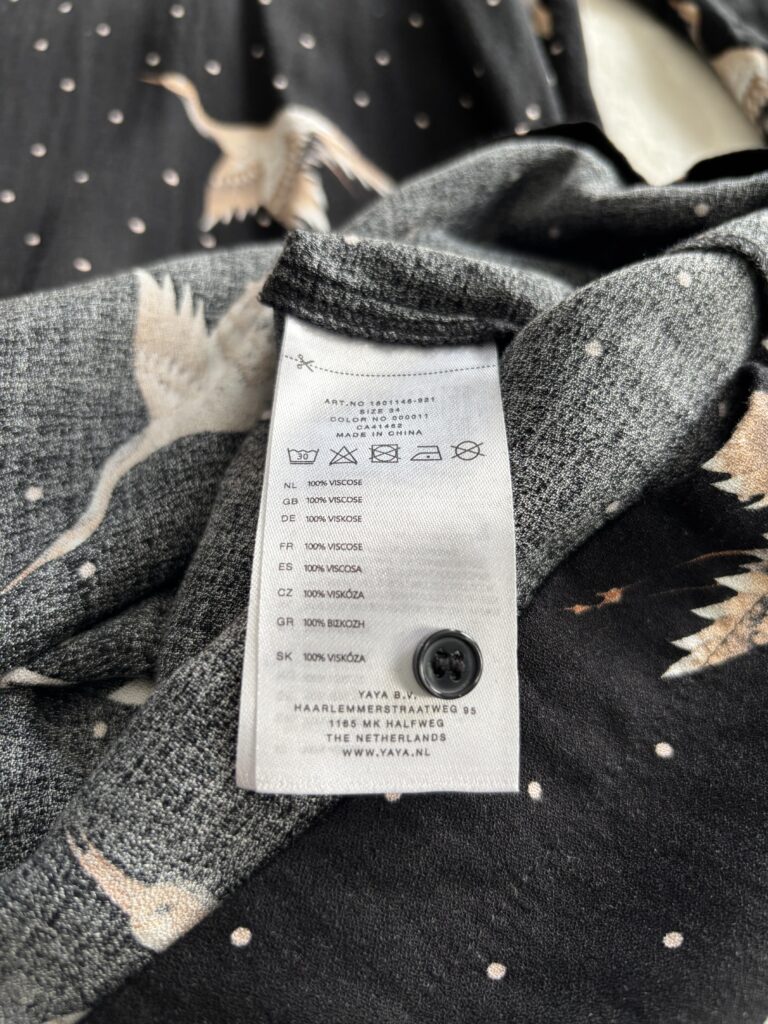 ART.NO 1801148-921
SIZE 34
COLOR NO 000011
CA41462
MADE IN CHINA
30
NL 100% VISCOSE
GB 100% VISCOSE
DE 100% VISKOSE
FR 100% VISCOSE
ES 100% VISCOSA
CZ 100% VISKÓZA
GR 100% ΒΙΣΚΟΖΗ
SK 100% VISKÓZA
YAYA B.V.
HAARLEMMERSTRAATWEG 95
1165 MK HALFWEG
THE NETHERLANDS
WWW.YAYA.NL